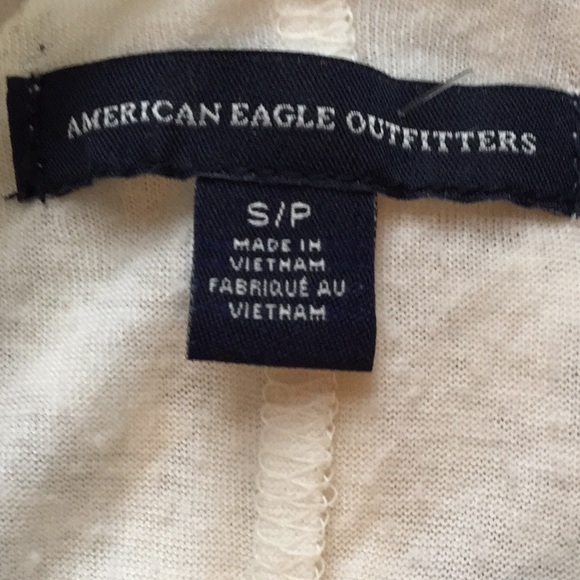 AMERICAN EAGLE OUTFITTERS
S/P
MADE IN
VIETNAM
FABRIQUÉ AU
VIETNAM